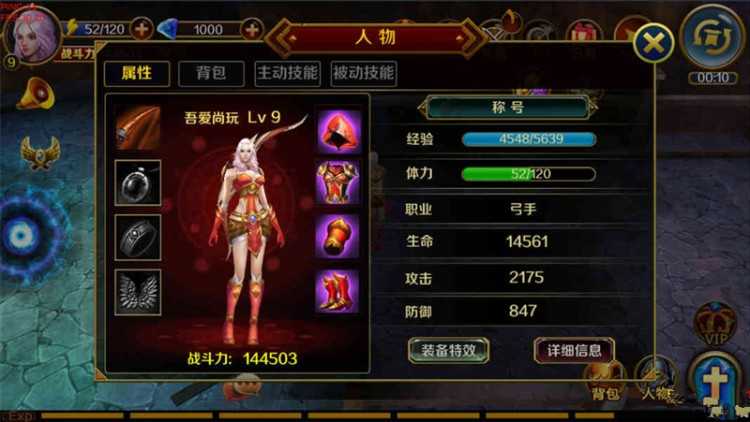 52/120
1000
人物
9
战斗力
00:10
属性
背包
主动技能
被动技能
吾爱尚玩 Lv 9
称号
经验 4548/5639
体力 52/120
职业 弓手
生命 14561
攻击 2175
防御 847
战斗力: 144503
装备特效
详细信息
VIP
背包
人物
Exp